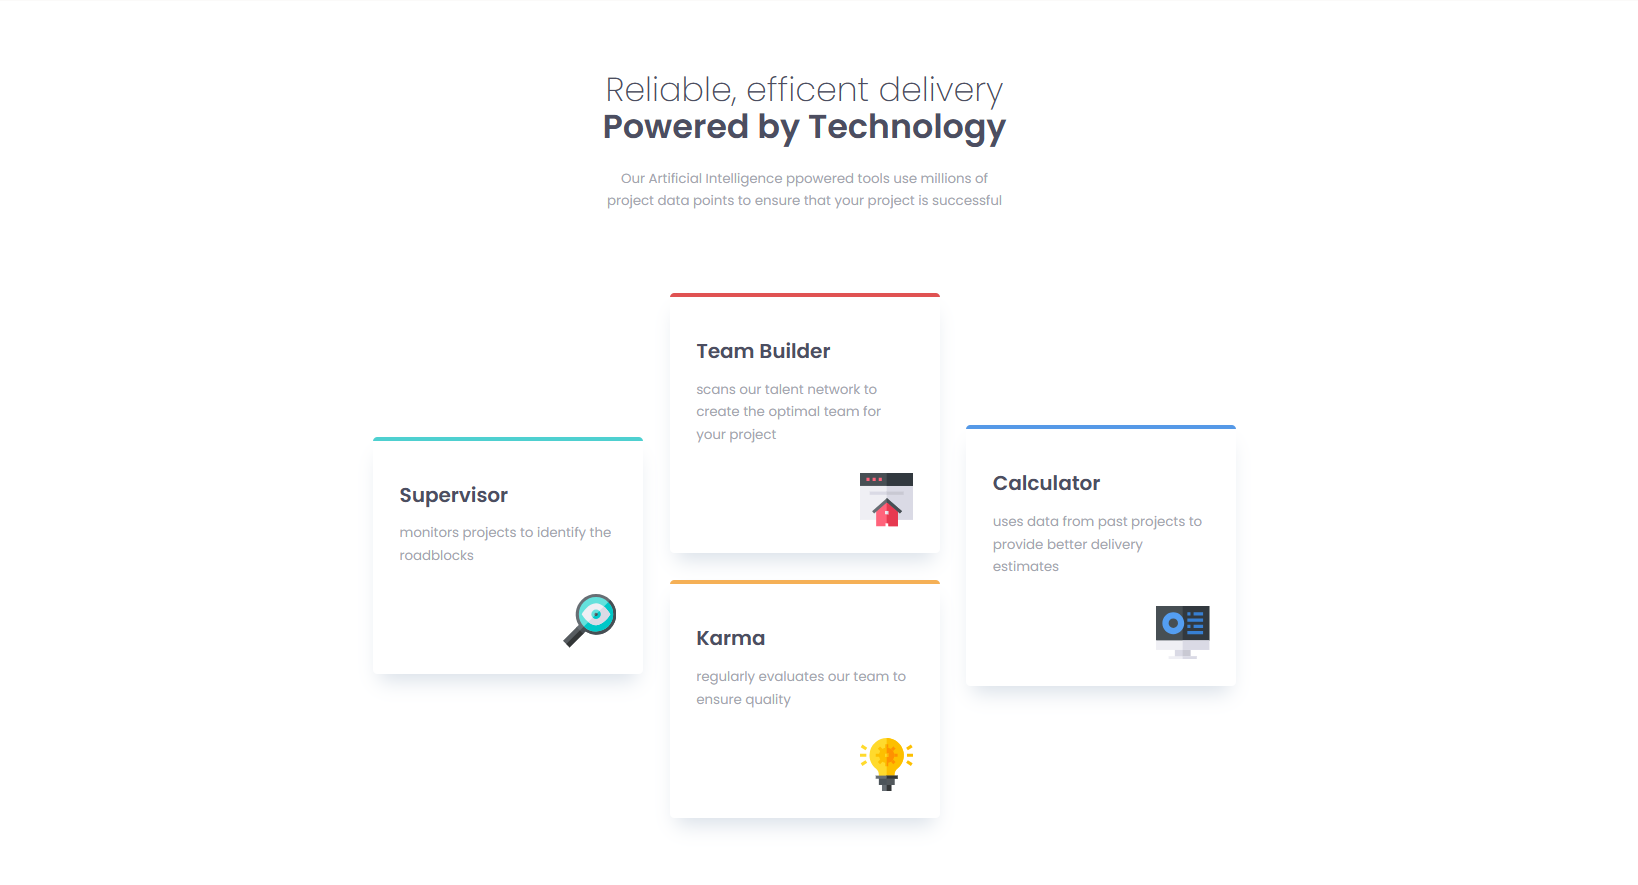 Reliable, efficent delivery
Powered by Technology
Our Artificial Intelligence ppowered tools use millions of
project data points to ensure that your project is successful
Supervisor
monitors projects to identify the
roadblocks
Team Builder
scans our talent network to
create the optimal team for
your project
Karma
regularly evaluates our team to
ensure quality
Calculator
uses data from past projects to
provide better delivery
estimates